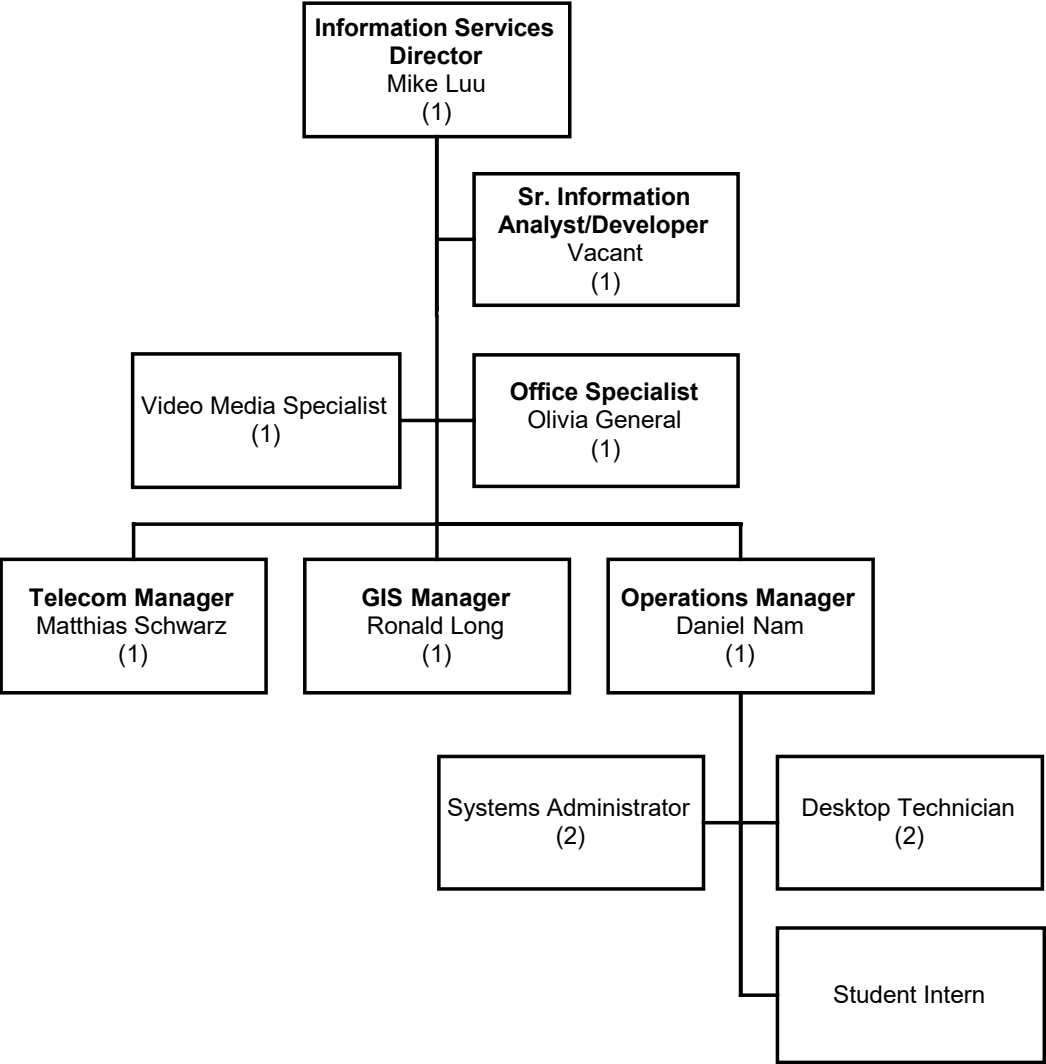 Information Services
Director
Mike Luu
(1)
Sr. Information
Analyst/Developer
Vacant
(1)
Video Media Specialist
(1)
Office Specialist
Olivia General
(1)
Telecom Manager
Matthias Schwarz
(1)
GIS Manager
Ronald Long
(1)
Operations Manager
Daniel Nam
(1)
Systems Administrator
(2)
Desktop Technician
(2)
Student Intern